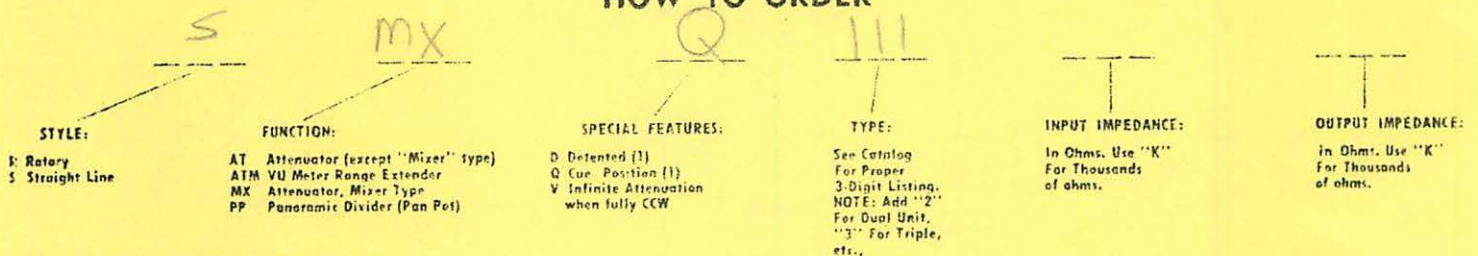 HOW TO ORDER
S MX Q 111
STYLE:
R Rotary
S Straight Line
FUNCTION:
AT Attenuator (except "Mixer" type)
ATM VU Meter Range Extender
MX Attenuator, Mixer Type
PP Panoramic Divider (Pan Pot)
SPECIAL FEATURES:
D Detented (1)
Q Cue Position (1)
V Infinite Attenuation
when fully CCW
TYPE:
See Catalog
For Proper
3-Digit Listing.
NOTE: Add "2"
For Dual Unit,
"3" For Triple,
etc.,
INPUT IMPEDANCE:
In Ohms. Use "K"
For Thousands
of ohms.
OUTPUT IMPEDANCE:
in Ohms. Use "K"
For Thousands
of ohms.